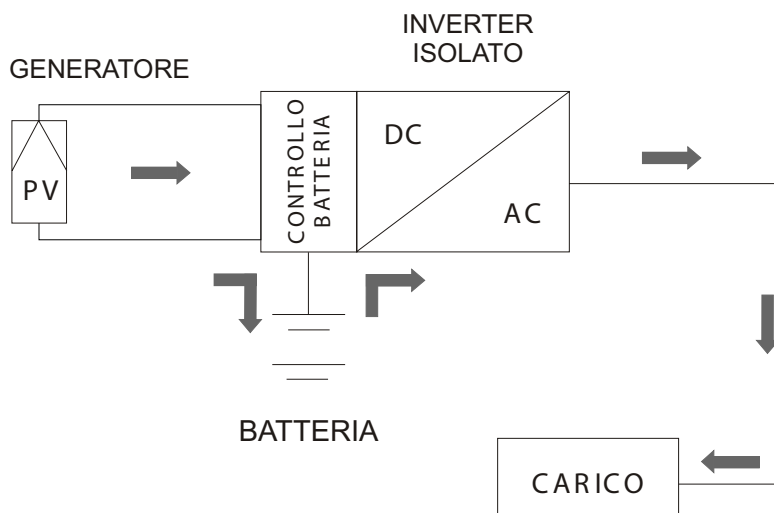 INVERTER
ISOLATO
GENERATORE
PV
CONTROLLO
BATTERIA
DC
AC
BATTERIA
CARICO